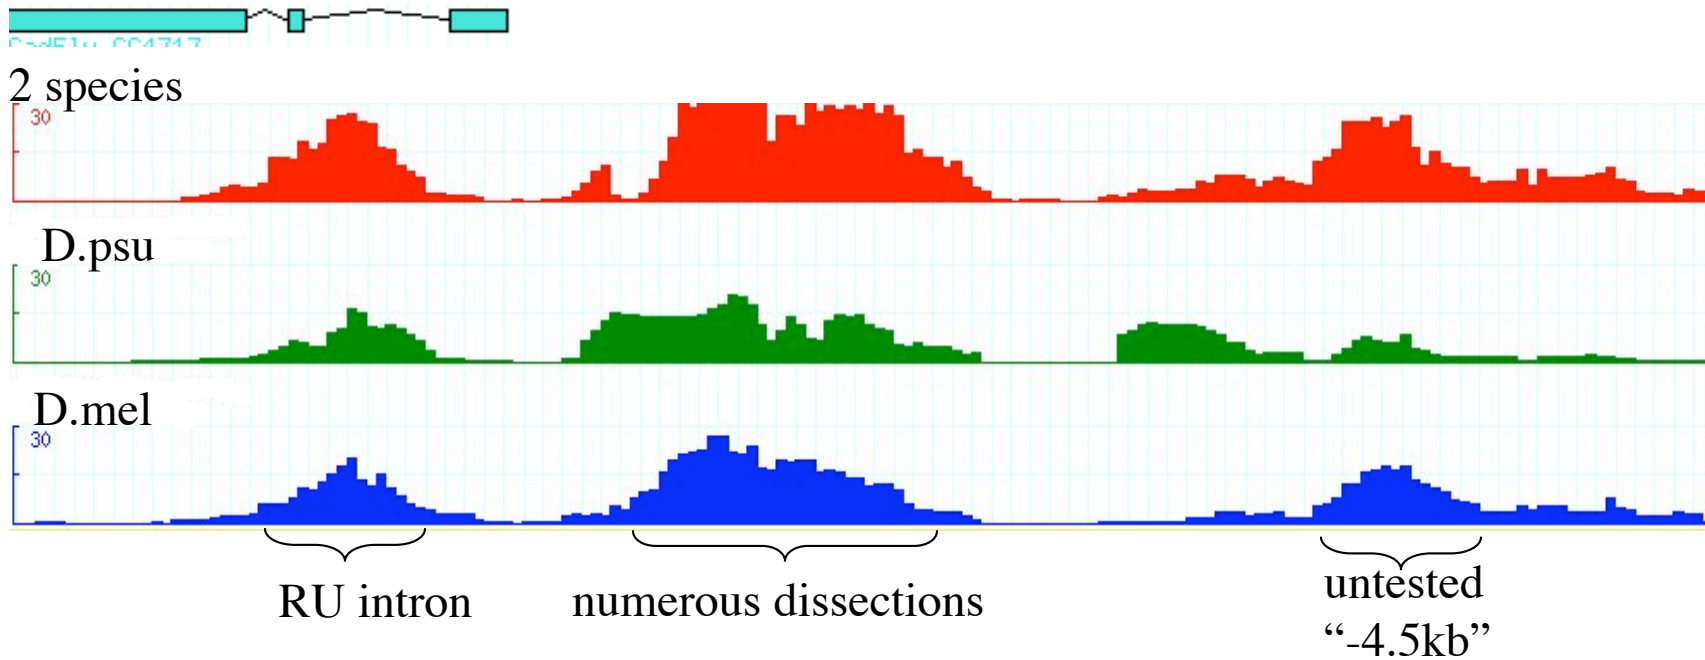 2 species
30
D.psu
30
D.mel
30
RU intron
numerous dissections
untested
“-4.5kb”